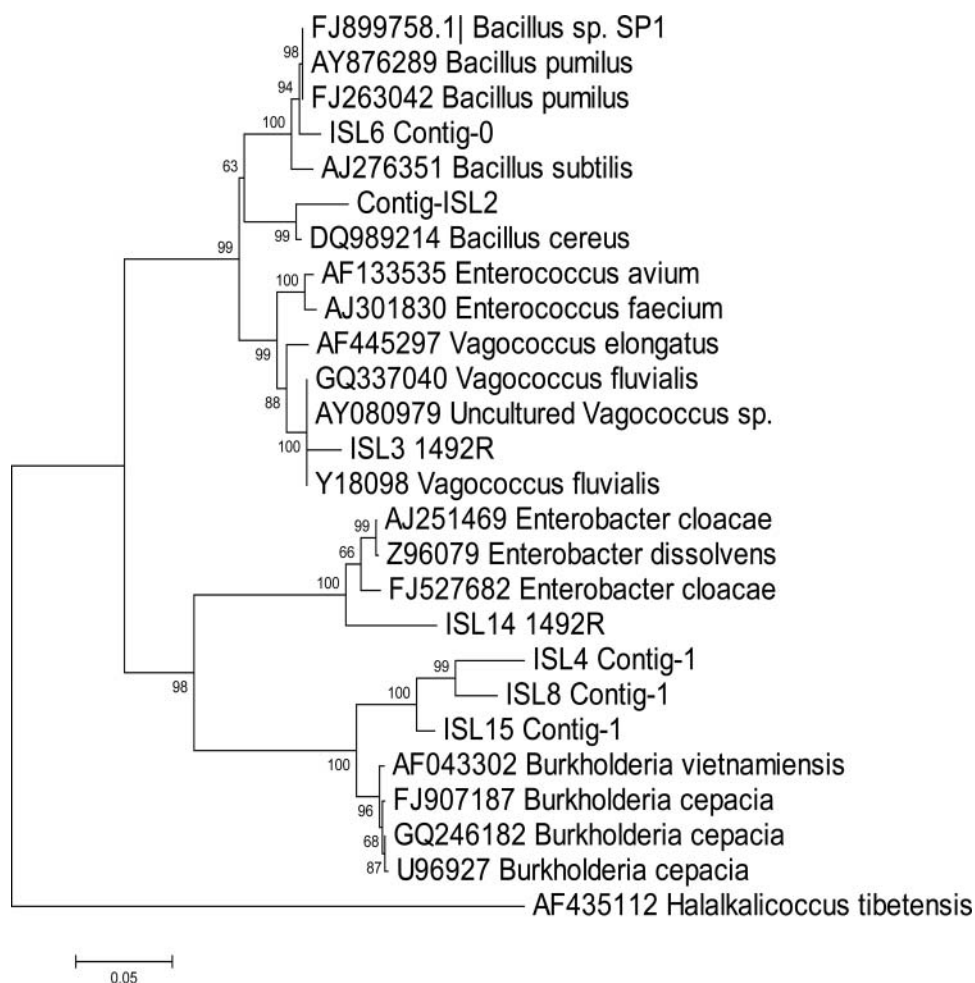 FJ899758.1| Bacillus sp. SP1
98
AY876289 Bacillus pumilus
94
FJ263042 Bacillus pumilus
100
ISL6 Contig-0
63
AJ276351 Bacillus subtilis
Contig-ISL2
99
99
DQ989214 Bacillus cereus
100
AF133535 Enterococcus avium
AJ301830 Enterococcus faecium
99
AF445297 Vagococcus elongatus
GQ337040 Vagococcus fluvialis
88
AY080979 Uncultured Vagococcus sp.
100
ISL3 1492R
Y18098 Vagococcus fluvialis
99
AJ251469 Enterobacter cloacae
66
Z96079 Enterobacter dissolvens
100
FJ527682 Enterobacter cloacae
ISL14 1492R
99
ISL4 Contig-1
98
100
ISL8 Contig-1
ISL15 Contig-1
100
AF043302 Burkholderia vietnamiensis
96
FJ907187 Burkholderia cepacia
68
GQ246182 Burkholderia cepacia
87
U96927 Burkholderia cepacia
AF435112 Halalkalicoccus tibetensis
0.05